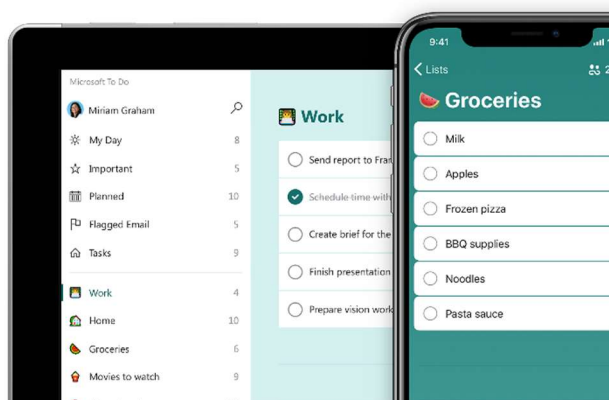 Microsoft To Do
Miriam Graham
My Day 8
Important 5
Planned 10
Flagged Email 5
Tasks 9
Work 4
Home 10
Groceries 6
Movies to watch 9
Work
Send report to Fran
Schedule time with
Create brief for the
Finish presentation
Prepare vision work
9:41
Lists
2
Groceries
Milk
Apples
Frozen pizza
BBQ supplies
Noodles
Pasta sauce